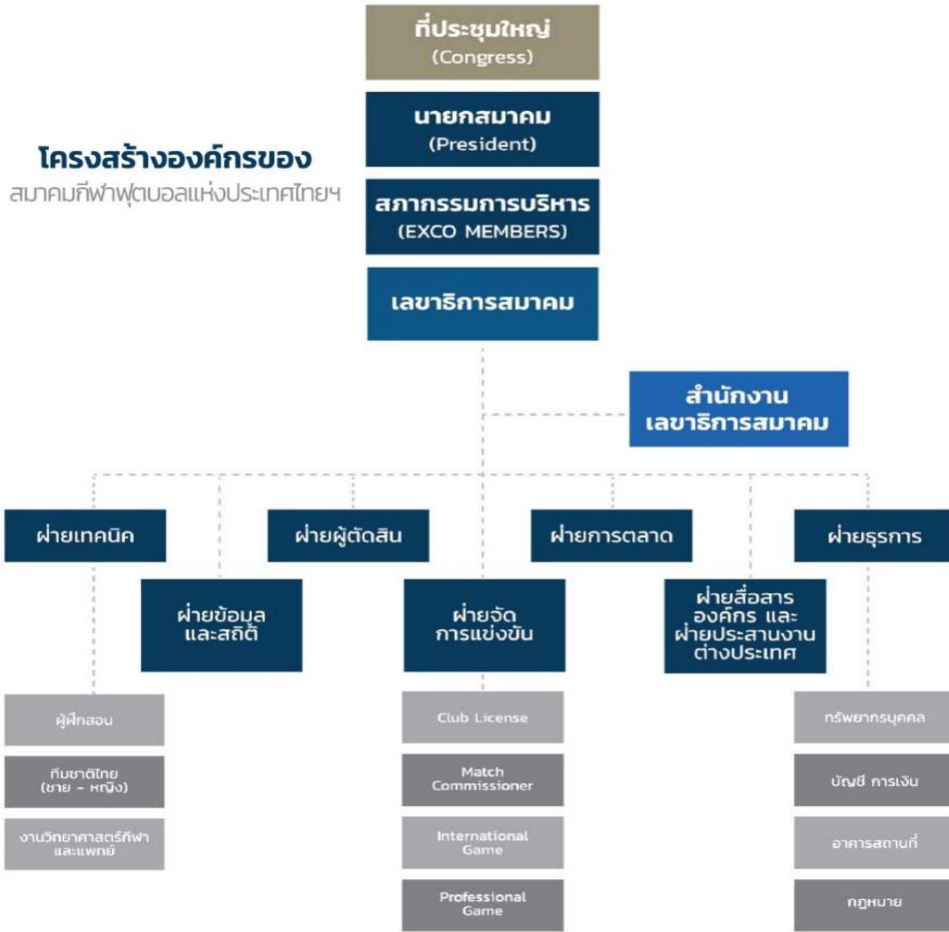 ที่ประชุมใหญ่
(Congress)
นายกสมาคม
(President)
โครงสร้างองค์กรของ
สมาคมกีฬาฟุตบอลแห่งประเทศไทยฯ
สภากรรมการบริหาร
(EXCO MEMBERS)
เลขาธิการสมาคม
สำนักงาน
เลขาธิการสมาคม
ฝ่ายเทคนิค
ฝ่ายผู้ตัดสิน
ฝ่ายการตลาด
ฝ่ายธุรการ
ฝ่ายข้อมูล
และสถิติ
ฝ่ายจัด
การแข่งขัน
ฝ่ายสื่อสาร
องค์กร และ
ฝ่ายประสานงาน
ต่างประเทศ
ผู้ฝึกสอน
ทีมชาติไทย
(ชาย - หญิง)
งานวิทยาศาสตร์กีฬา
และแพทย์
Club License
Match
Commissioner
International
Game
Professional
Game
ทรัพยากรบุคคล
บัญชี การเงิน
อาคารสถานที่
กฎหมาย